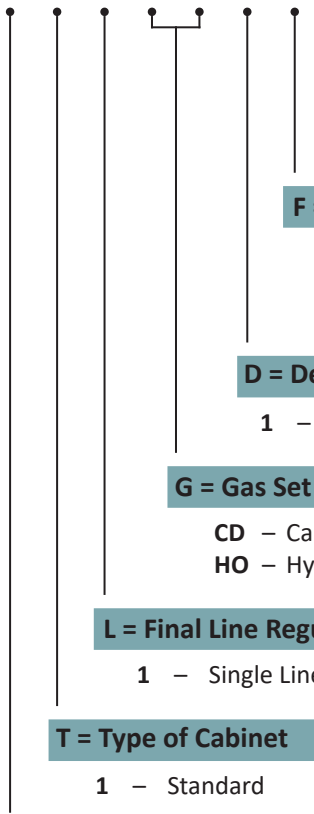 F
D = De
1 –
G = Gas Set
CD – Ca
HO – Hy
L = Final Line Regu
1 – Single Line
T = Type of Cabinet
1 – Standard